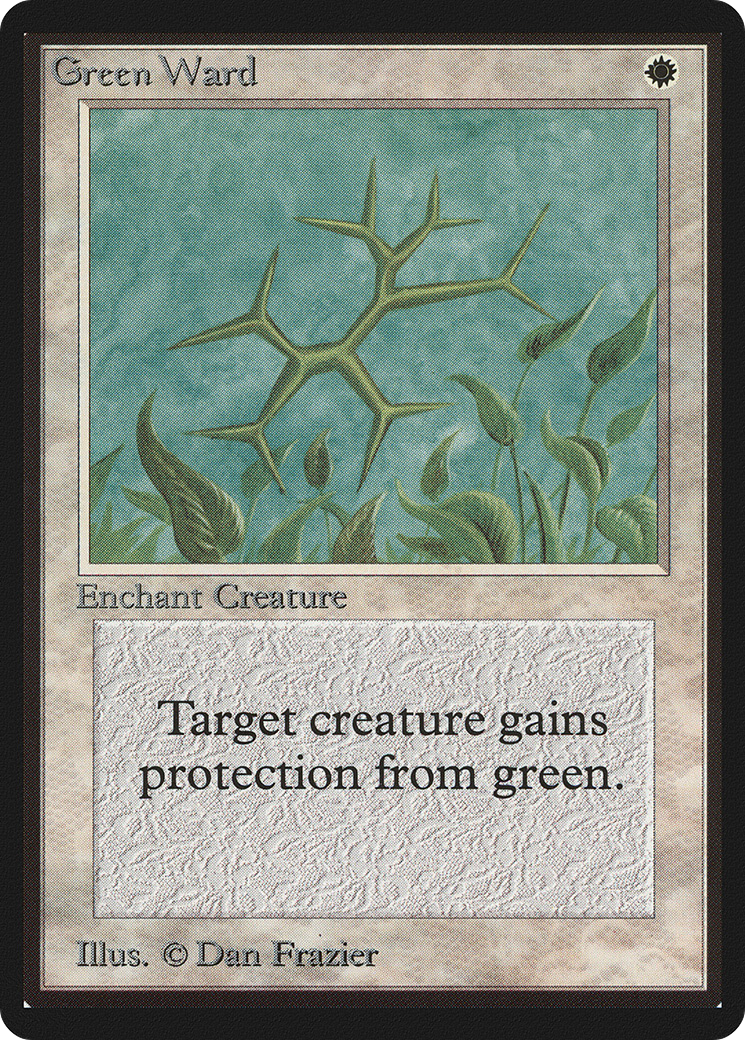 Green Ward
Enchant Creature
Target creature gains
protection from green.
Illus. © Dan Frazier